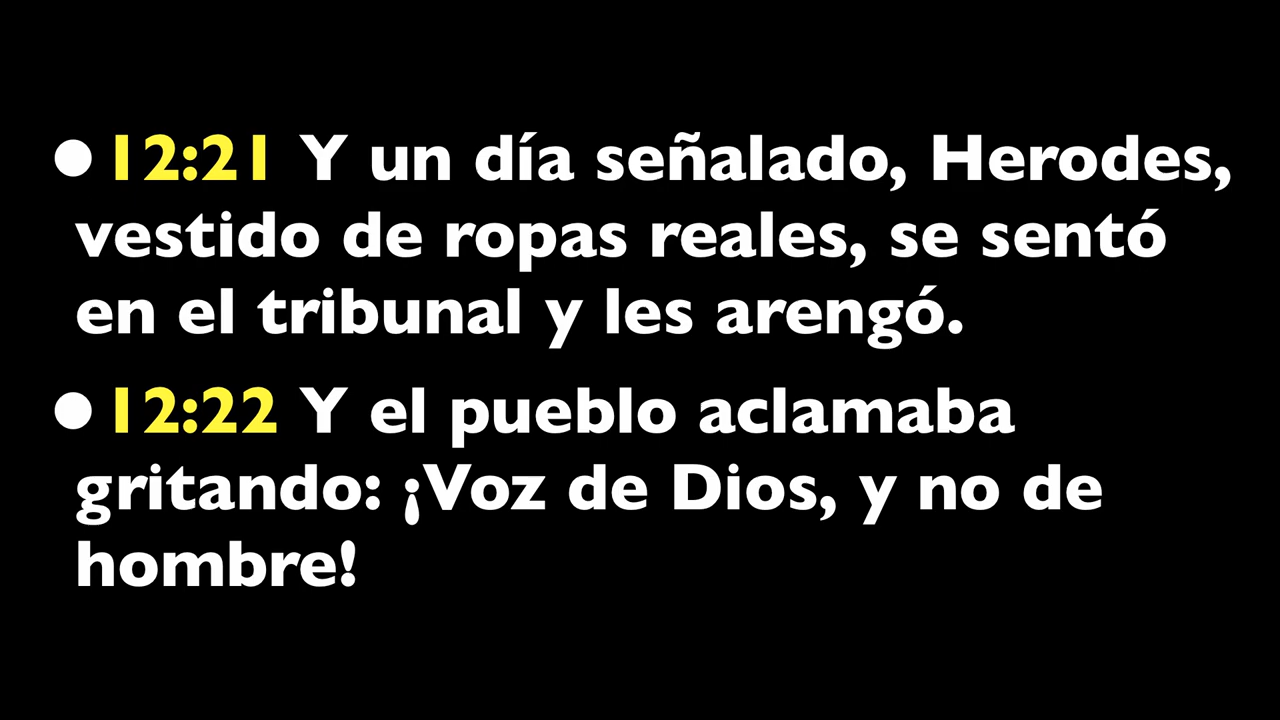 ● 12:21 Y un día señalado, Herodes,
vestido de ropas reales, se sentó
en el tribunal y les arengó.
● 12:22 Y el pueblo aclamaba
gritando: ¡Voz de Dios, y no de
hombre!